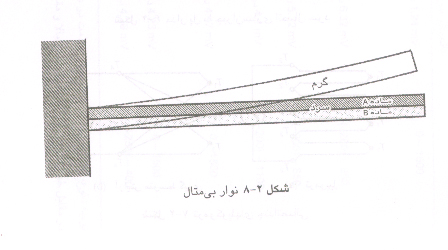 گرم
سرد
ماده A
ماده B
شکل ۲-۸ نوار بی‌متال